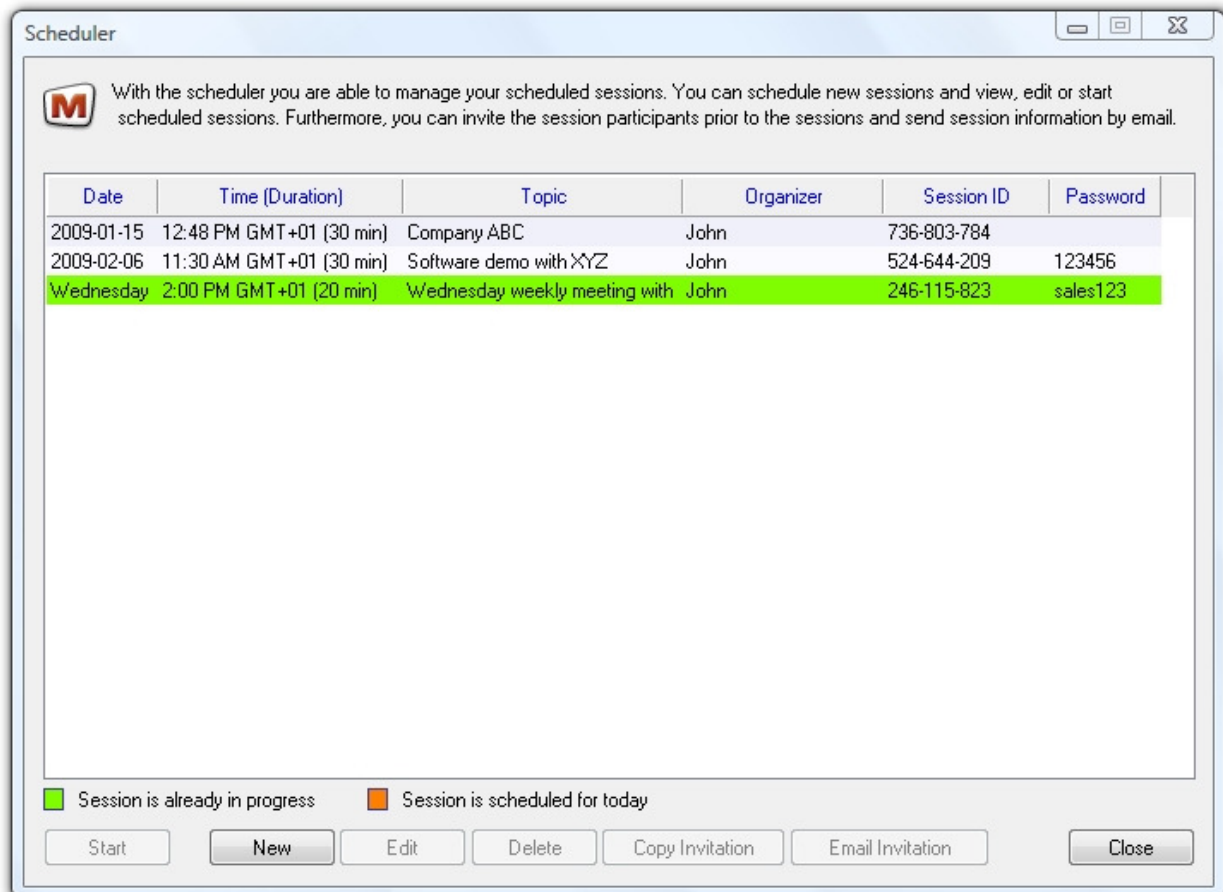 Scheduler
M
With the scheduler you are able to manage your scheduled sessions. You can schedule new sessions and view, edit or start
scheduled sessions. Furthermore, you can invite the session participants prior to the sessions and send session information by email.
Date Time (Duration) Topic Organizer Session ID Password
2009-01-15 12:48 PM GMT+01 (30 min) Company ABC John 736-803-784
2009-02-06 11:30 AM GMT+01 (30 min) Software demo with XYZ John 524-644-209 123456
Wednesday 2:00 PM GMT+01 (20 min) Wednesday weekly meeting with John 246-115-823 sales123
Session is already in progress Session is scheduled for today
Start New Edit Delete Copy Invitation Email Invitation Close